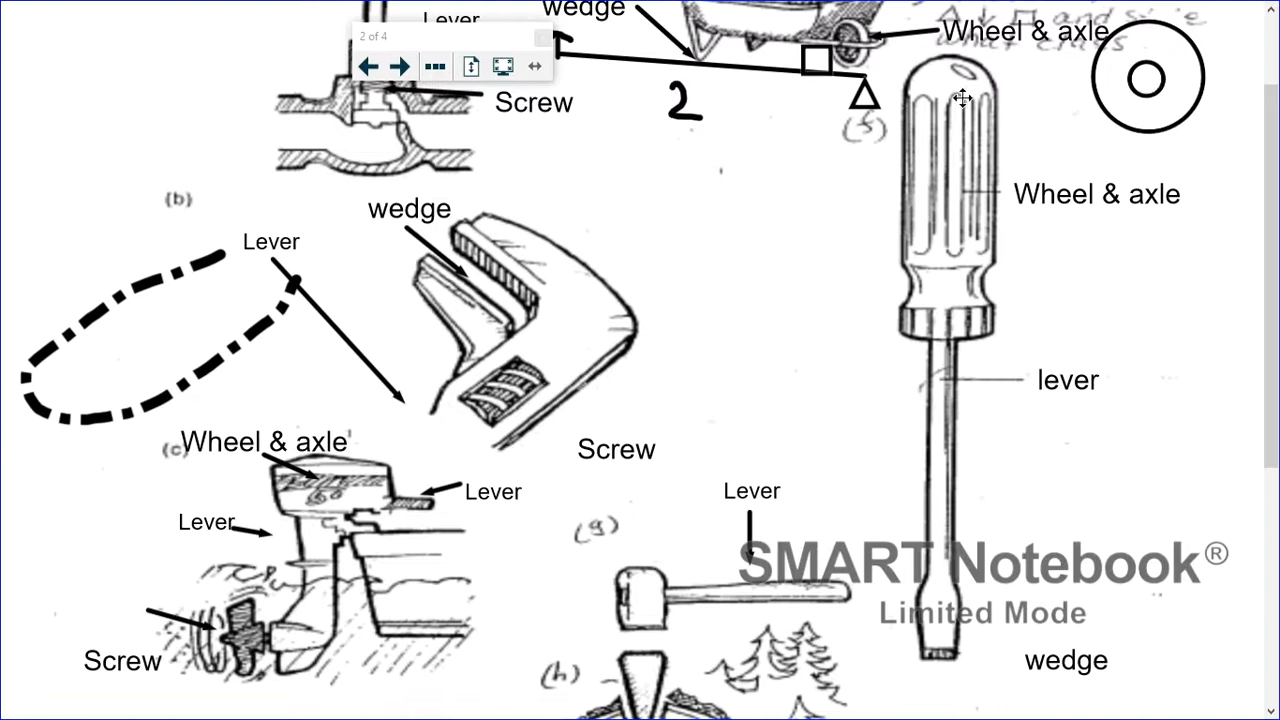 wedge
Lever
2 of 4
Wheel & axle
Screw
2
(f)
(b)
wedge
Wheel & axle
Lever
lever
(c)
Wheel & axle
Screw
Lever
Lever
Lever
(g)
SMART Notebook®
Limited Mode
Screw
wedge
(h)